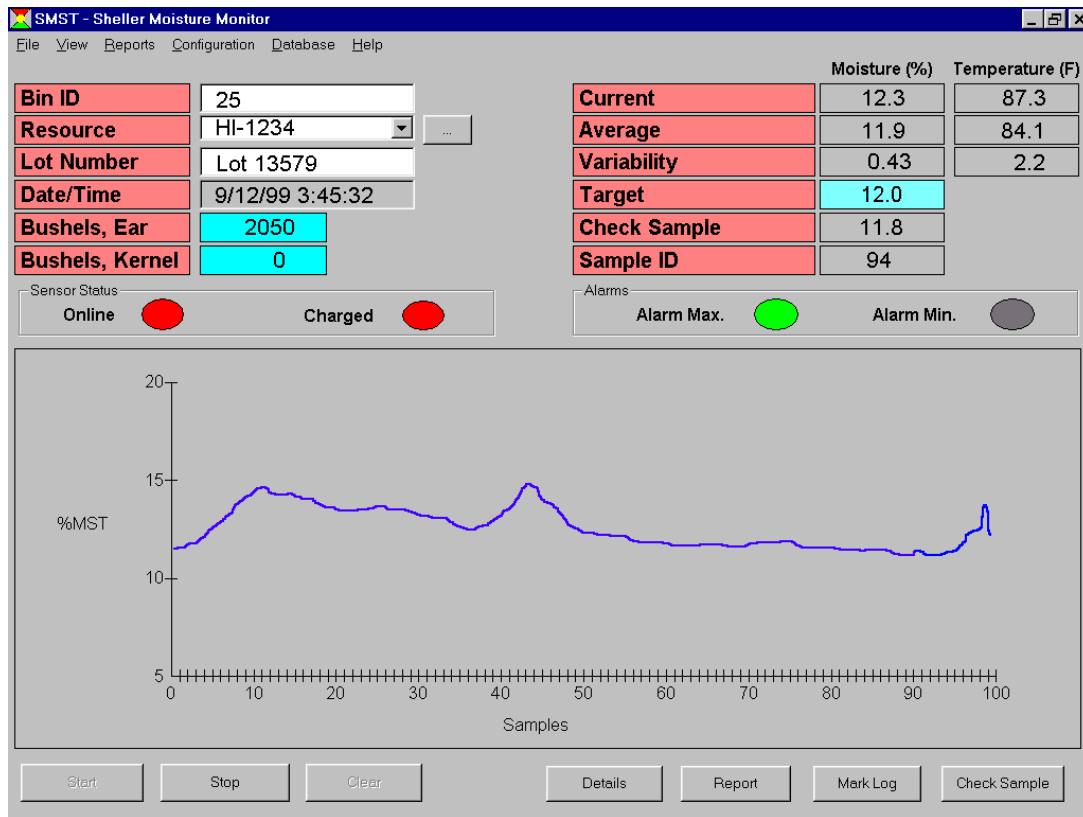 SMST - Sheller Moisture Monitor
File View Reports Configuration Database Help
Moisture (%) Temperature (F)
Bin ID 25 Current 12.3 87.3
Resource HI-1234 ... Average 11.9 84.1
Lot Number Lot 13579 Variability 0.43 2.2
Date/Time 9/12/99 3:45:32 Target 12.0
Bushels, Ear 2050 Check Sample 11.8
Bushels, Kernel 0 Sample ID 94
Sensor Status Alarms
Online Charged Alarm Max. Alarm Min.
20
15
%MST
10
5
0 10 20 30 40 50 60 70 80 90 100
Samples
Start Stop Clear Details Report Mark Log Check Sample